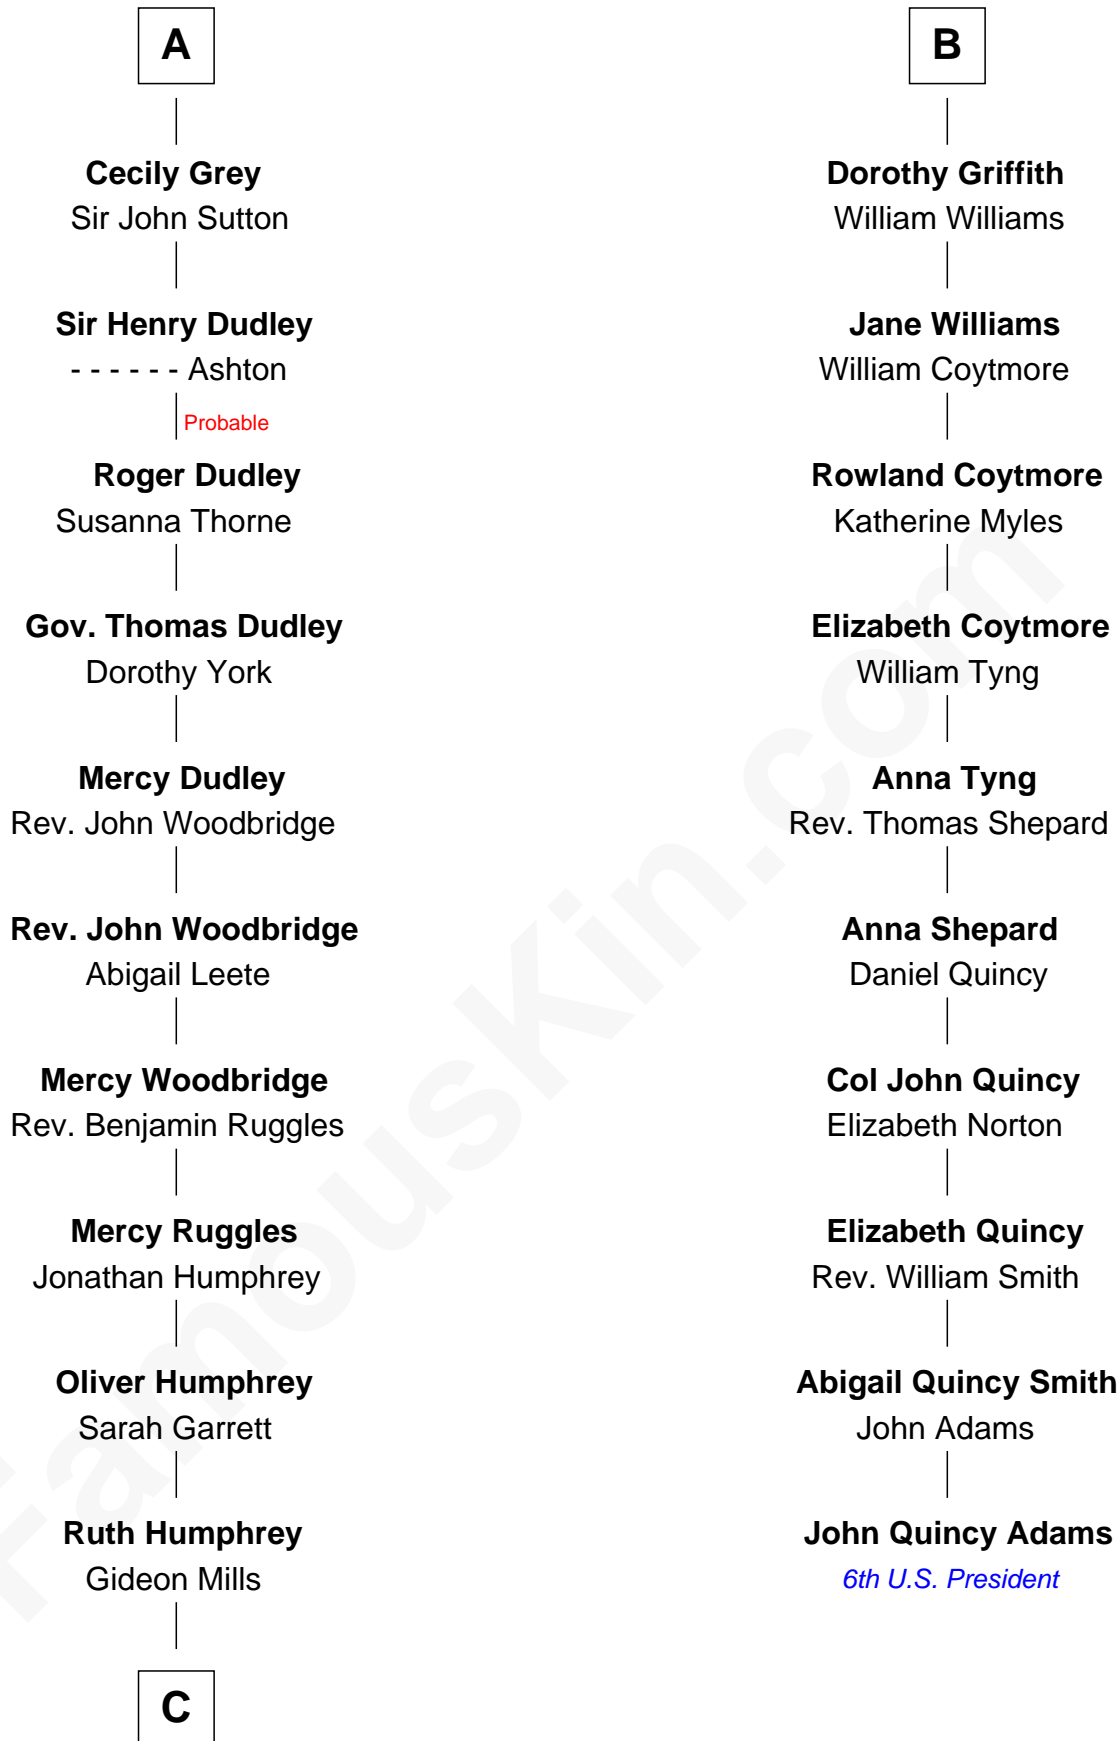 A
Cecily Grey
Sir John Sutton
Sir Henry Dudley
- - - - - - Ashton
Probable
Roger Dudley
Susanna Thorne
Gov. Thomas Dudley
Dorothy York
Mercy Dudley
Rev. John Woodbridge
Rev. John Woodbridge
Abigail Leete
Mercy Woodbridge
Rev. Benjamin Ruggles
Mercy Ruggles
Jonathan Humphrey
Oliver Humphrey
Sarah Garrett
Ruth Humphrey
Gideon Mills
C
B
Dorothy Griffith
William Williams
Jane Williams
William Coytmore
Rowland Coytmore
Katherine Myles
Elizabeth Coytmore
William Tyng
Anna Tyng
Rev. Thomas Shepard
Anna Shepard
Daniel Quincy
Col John Quincy
Elizabeth Norton
Elizabeth Quincy
Rev. William Smith
Abigail Quincy Smith
John Adams
John Quincy Adams
6th U.S. President
FamousKin.com